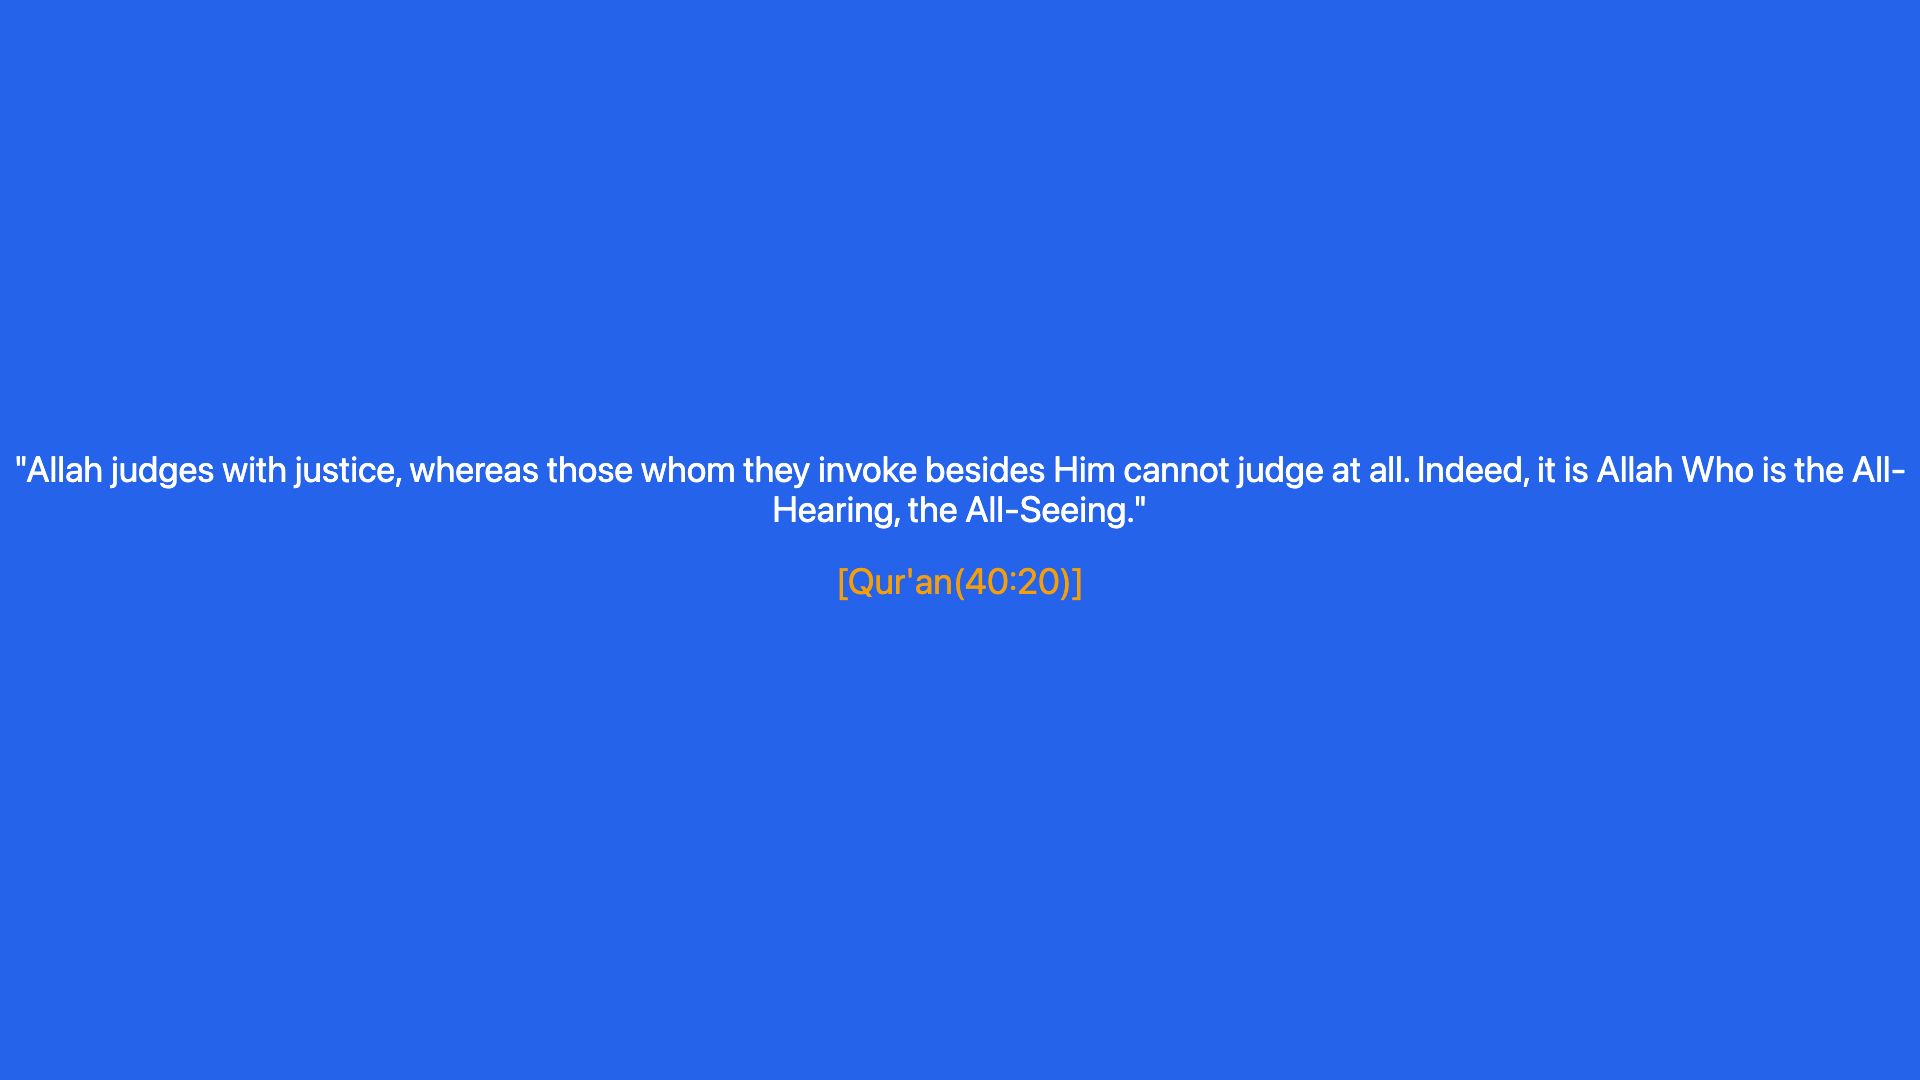 "Allah judges with justice, whereas those whom they invoke besides Him cannot judge at all. Indeed, it is Allah Who is the All-
Hearing, the All-Seeing."
[Qur'an(40:20)]